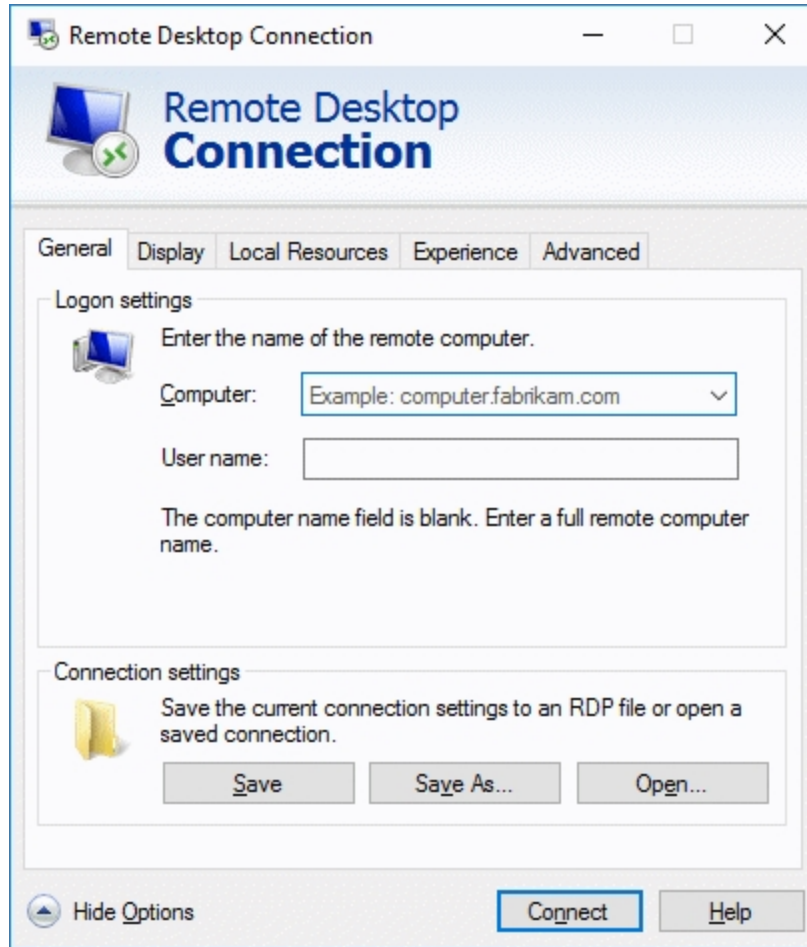 Remote Desktop Connection
Remote Desktop
Connection
General Display Local Resources Experience Advanced
Logon settings
Enter the name of the remote computer.
Computer: Example: computer.fabrikam.com
User name:
The computer name field is blank. Enter a full remote computer
name.
Connection settings
Save the current connection settings to an RDP file or open a
saved connection.
Save Save As... Open...
Hide Options Connect Help